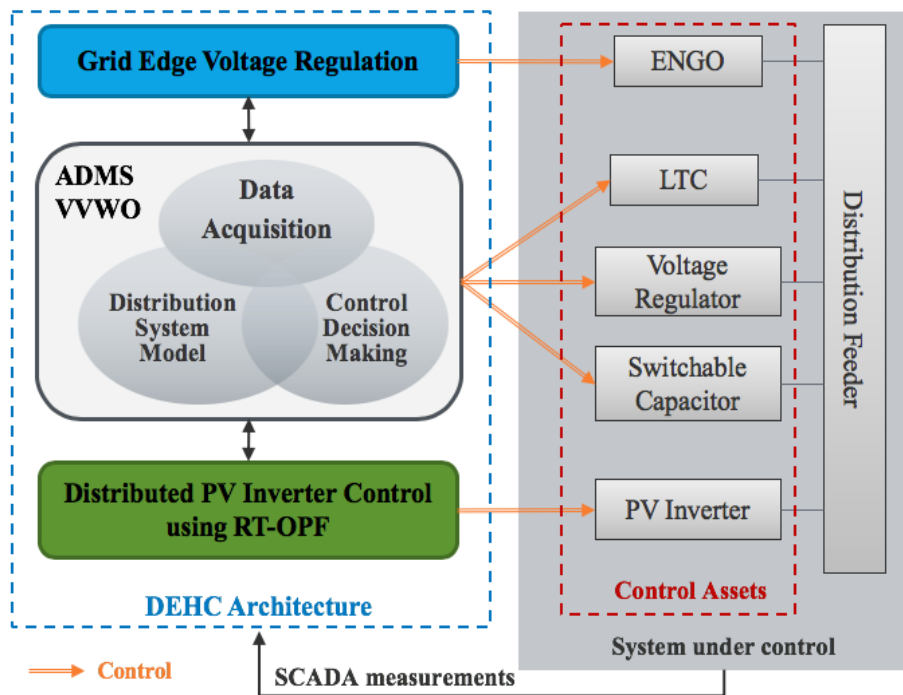 Grid Edge Voltage Regulation
ADMS
VVWO
Data
Acquisition
Distribution
System
Model
Control
Decision
Making
Distributed PV Inverter Control
using RT-OPF
DEHC Architecture
ENGO
LTC
Voltage
Regulator
Switchable
Capacitor
PV Inverter
Control Assets
Distribution Feeder
System under control
Control
SCADA measurements